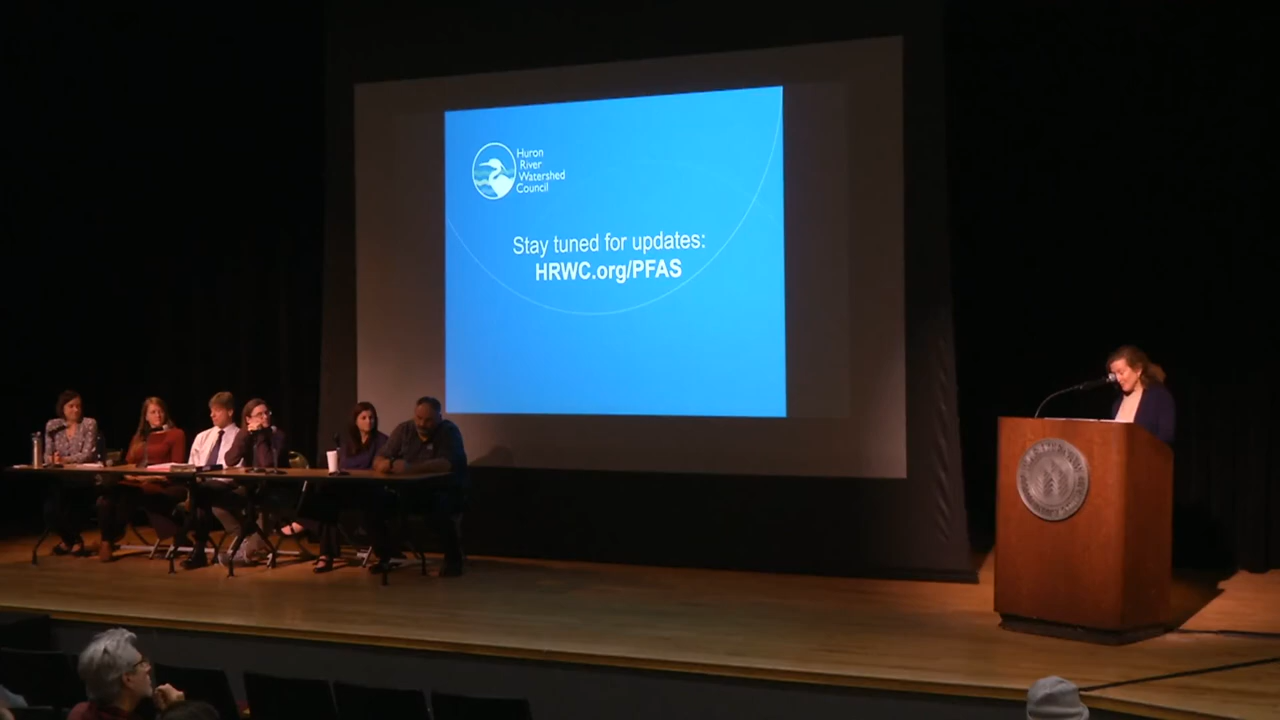 Huron
River
Watershed
Council
Stay tuned for updates:
HRWC.org/PFAS